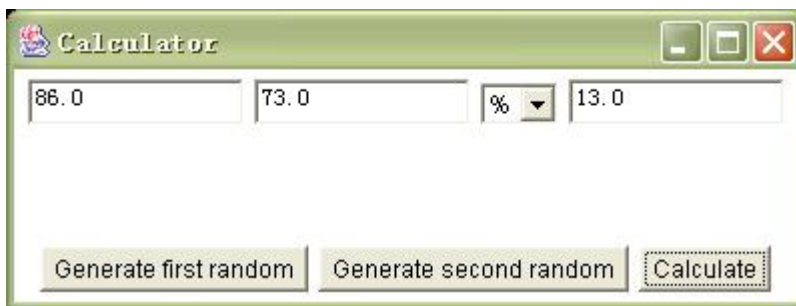 Calculator
86.0 73.0 % 13.0
Generate first random Generate second random Calculate